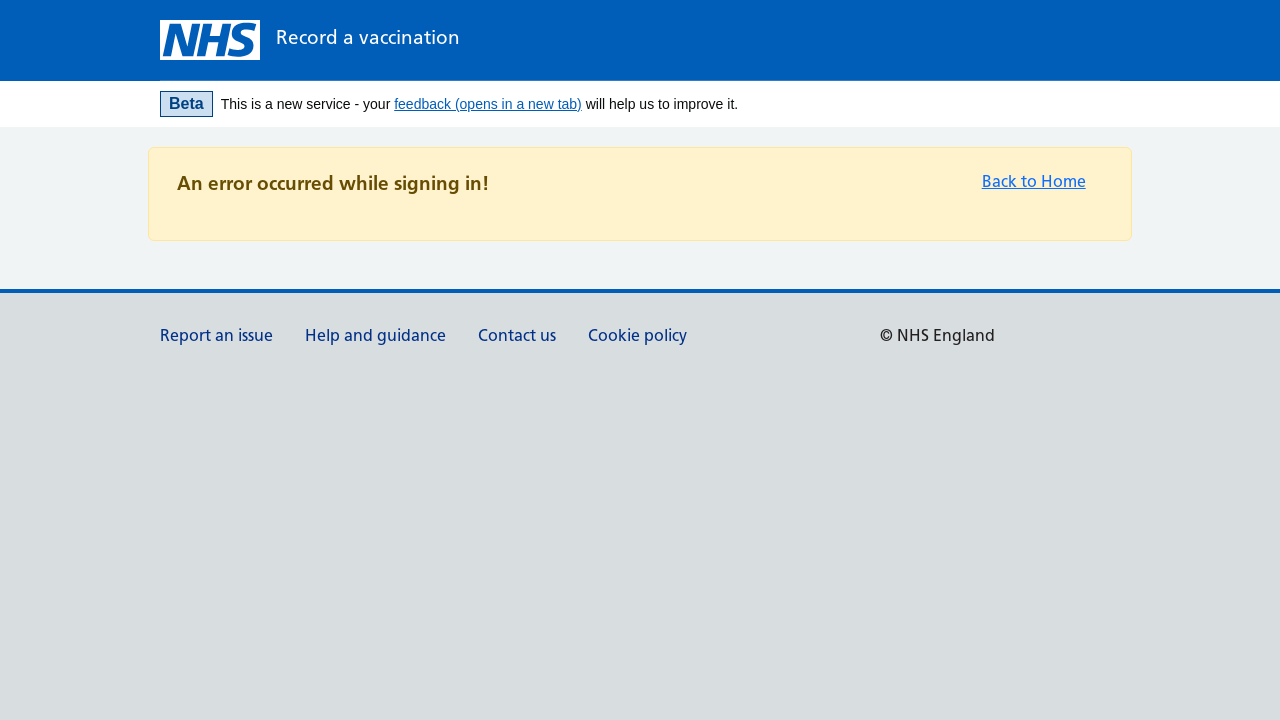 NHS
Record a vaccination
Beta
This is a new service - your feedback (opens in a new tab) will help us to improve it.
An error occurred while signing in!
Back to Home
Report an issue
Help and guidance
Contact us
Cookie policy
© NHS England